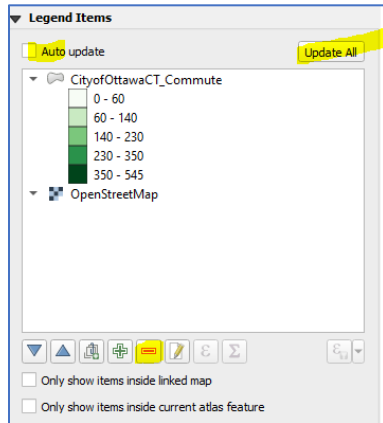 Legend Items
Auto update
Update All
CityofOttawaCT_Commute
0 - 60
60 - 140
140 - 230
230 - 350
350 - 545
OpenStreetMap
ε Σ ε
Only show items inside linked map
Only show items inside current atlas feature